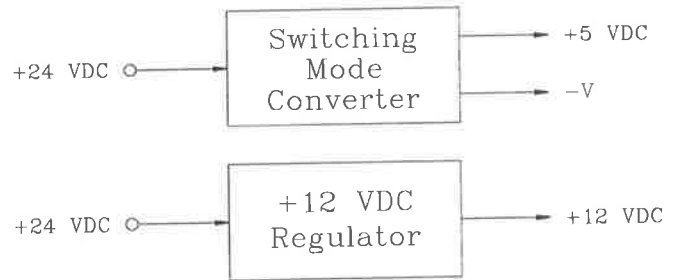 Switching
Mode
Converter
+24 VDC
+5 VDC
-V
+12 VDC
Regulator
+24 VDC
+12 VDC